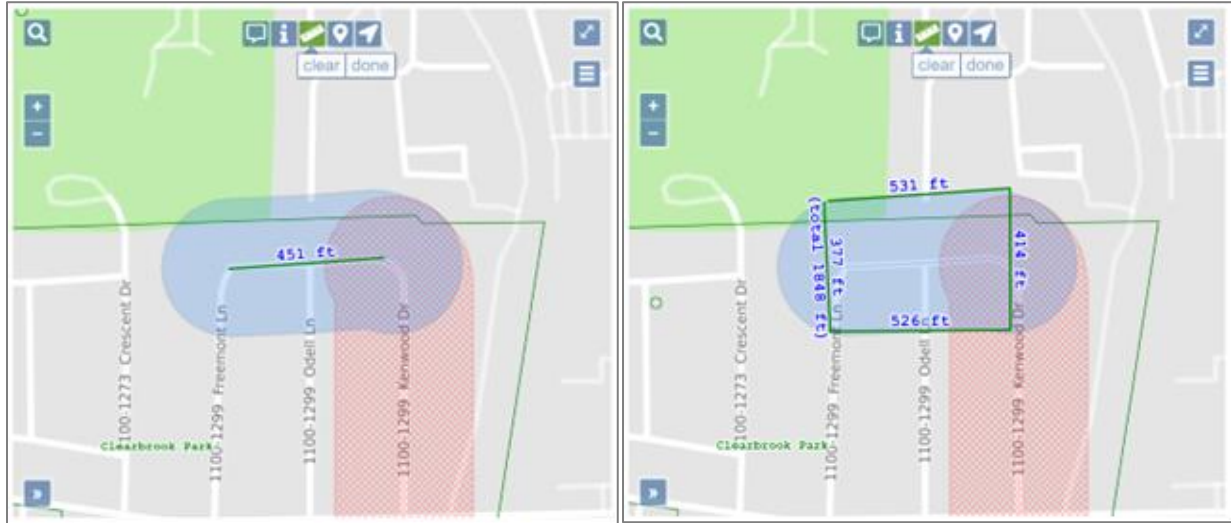 clear done
451 ft
100-1273 Crescent Dr
1100-1299 Freemont Ln
1100-1299 Odell Ln
1100-1299 Kenwood Dr
Clearbrook Park
clear done
531 ft
(total 1848 ft)
377 ft
414 ft
526 ft
100-1273 Crescent Dr
1100-1299 Freemont Ln
1100-1299 Odell Ln
1100-1299 Kenwood Dr
Clearbrook Park